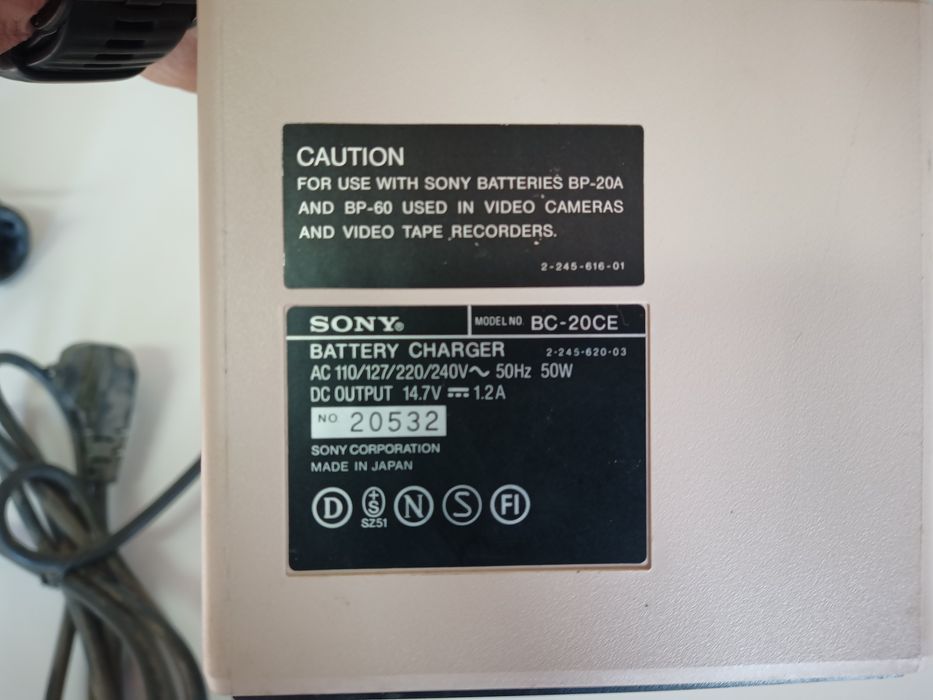 CAUTION
FOR USE WITH SONY BATTERIES BP-20A
AND BP-60 USED IN VIDEO CAMERAS
AND VIDEO TAPE RECORDERS.
2-245-616-01
SONY® MODEL NO. BC-20CE
BATTERY CHARGER 2-245-620-03
AC 110/127/220/240V~ 50Hz 50W
DC OUTPUT 14.7V ⎓ 1.2A
NO. 20532
SONY CORPORATION
MADE IN JAPAN
D +S N S FI
SZ51